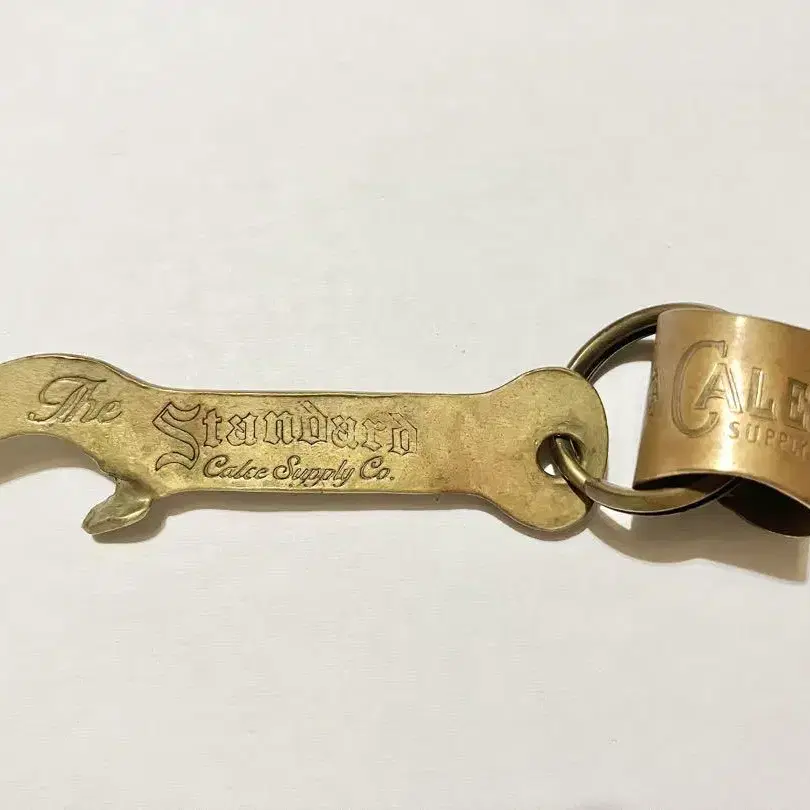 The
Standard
Calee Supply Co.
CALE
SUPPL